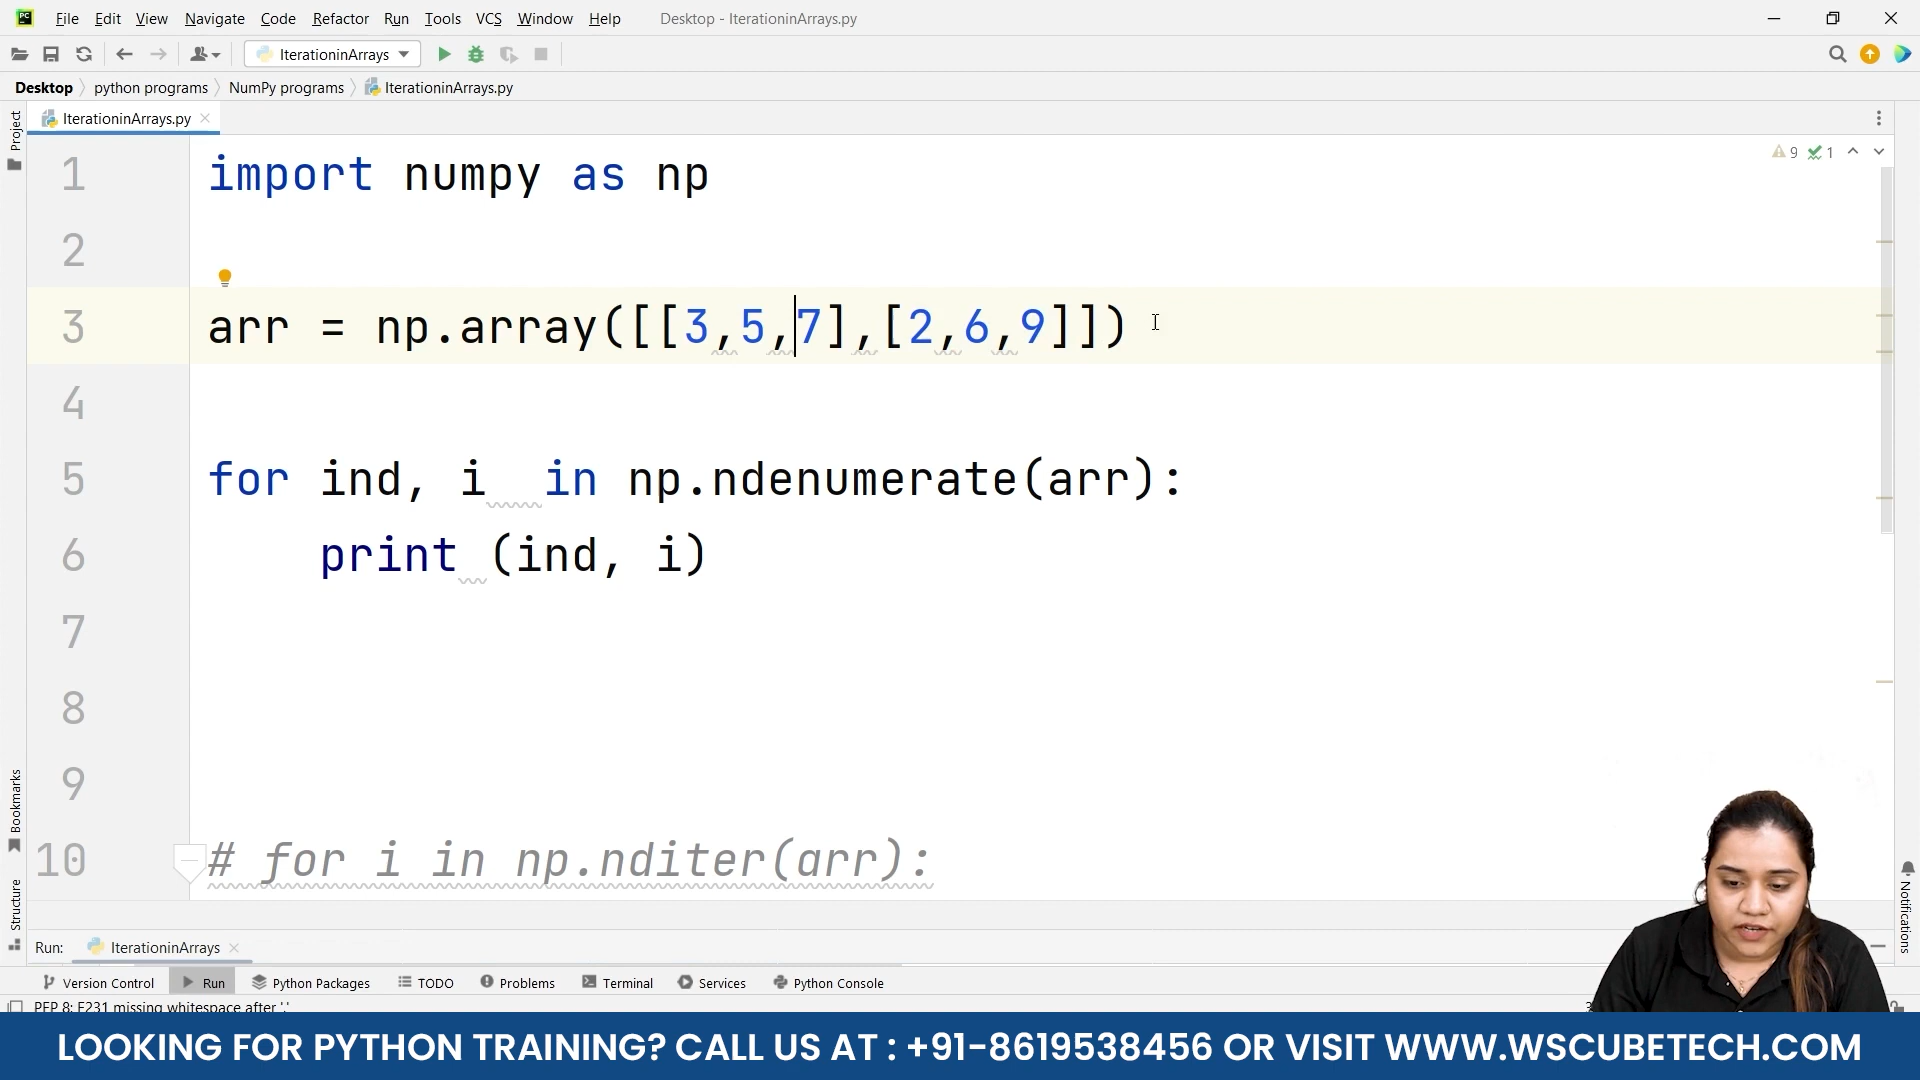 File Edit View Navigate Code Refactor Run Tools VCS Window Help Desktop - IterationinArrays.py
IterationinArrays
Desktop python programs NumPy programs IterationinArrays.py
Project
IterationinArrays.py
9 1
1 import numpy as np
2
3 arr = np.array([[3,5,7],[2,6,9]])
4
5 for ind, i  in np.ndenumerate(arr):
6     print (ind, i)
7
8
9
10 # for i in np.nditer(arr):
Bookmarks
Structure
Notifications
Run: IterationinArrays
Version Control Run Python Packages TODO Problems Terminal Services Python Console
PEP 8: E231 missing whitespace after ','
LOOKING FOR PYTHON TRAINING? CALL US AT : +91-8619538456 OR VISIT WWW.WSCUBETECH.COM